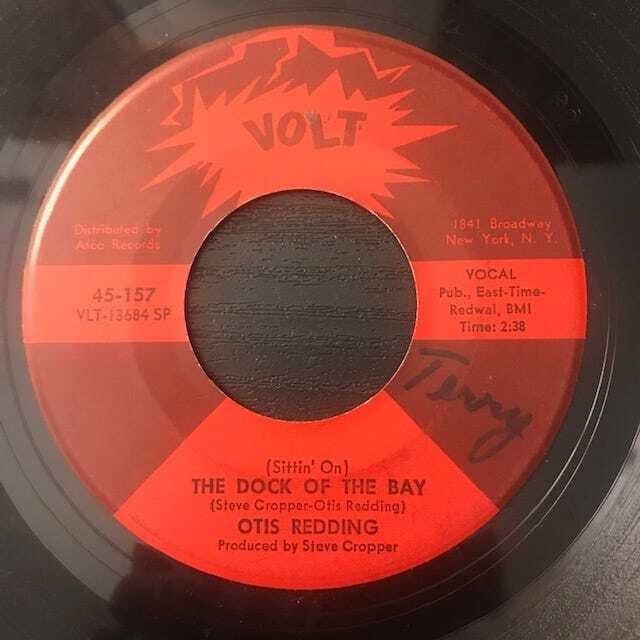 VOLT
Distributed by
Atco Records
1841 Broadway
New York, N. Y.
45-157
VLT-13684 SP
VOCAL
Pub., East-Time-
Redwal, BMI
Time: 2:38
Terry
(Sittin' On)
THE DOCK OF THE BAY
(Steve Cropper-Otis Redding)
OTIS REDDING
Produced by Steve Cropper